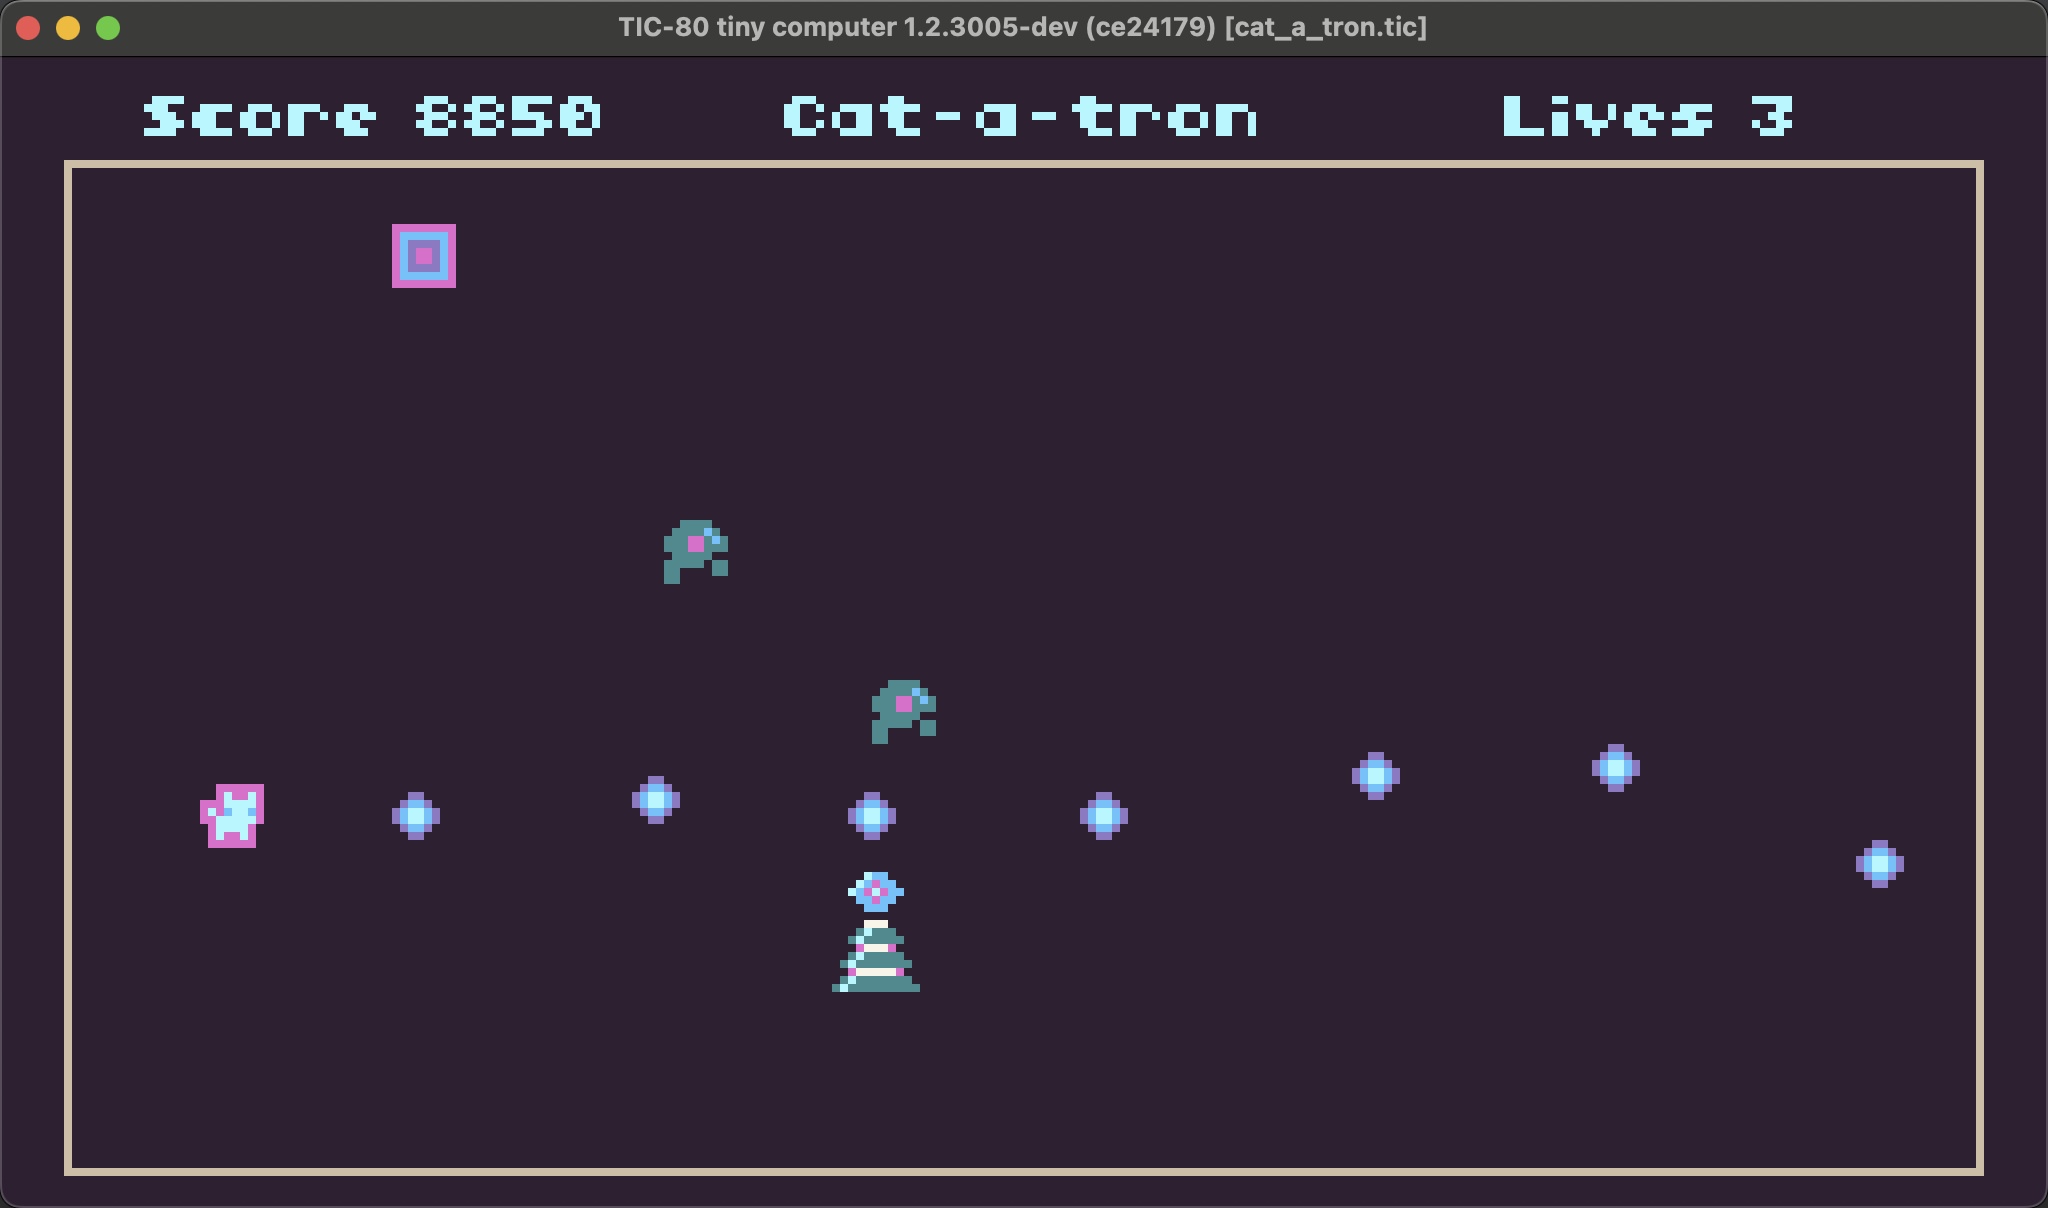 TIC-80 tiny computer 1.2.3005-dev (ce24179) [cat_a_tron.tic]
Score 8850 Cat-a-tron Lives 3